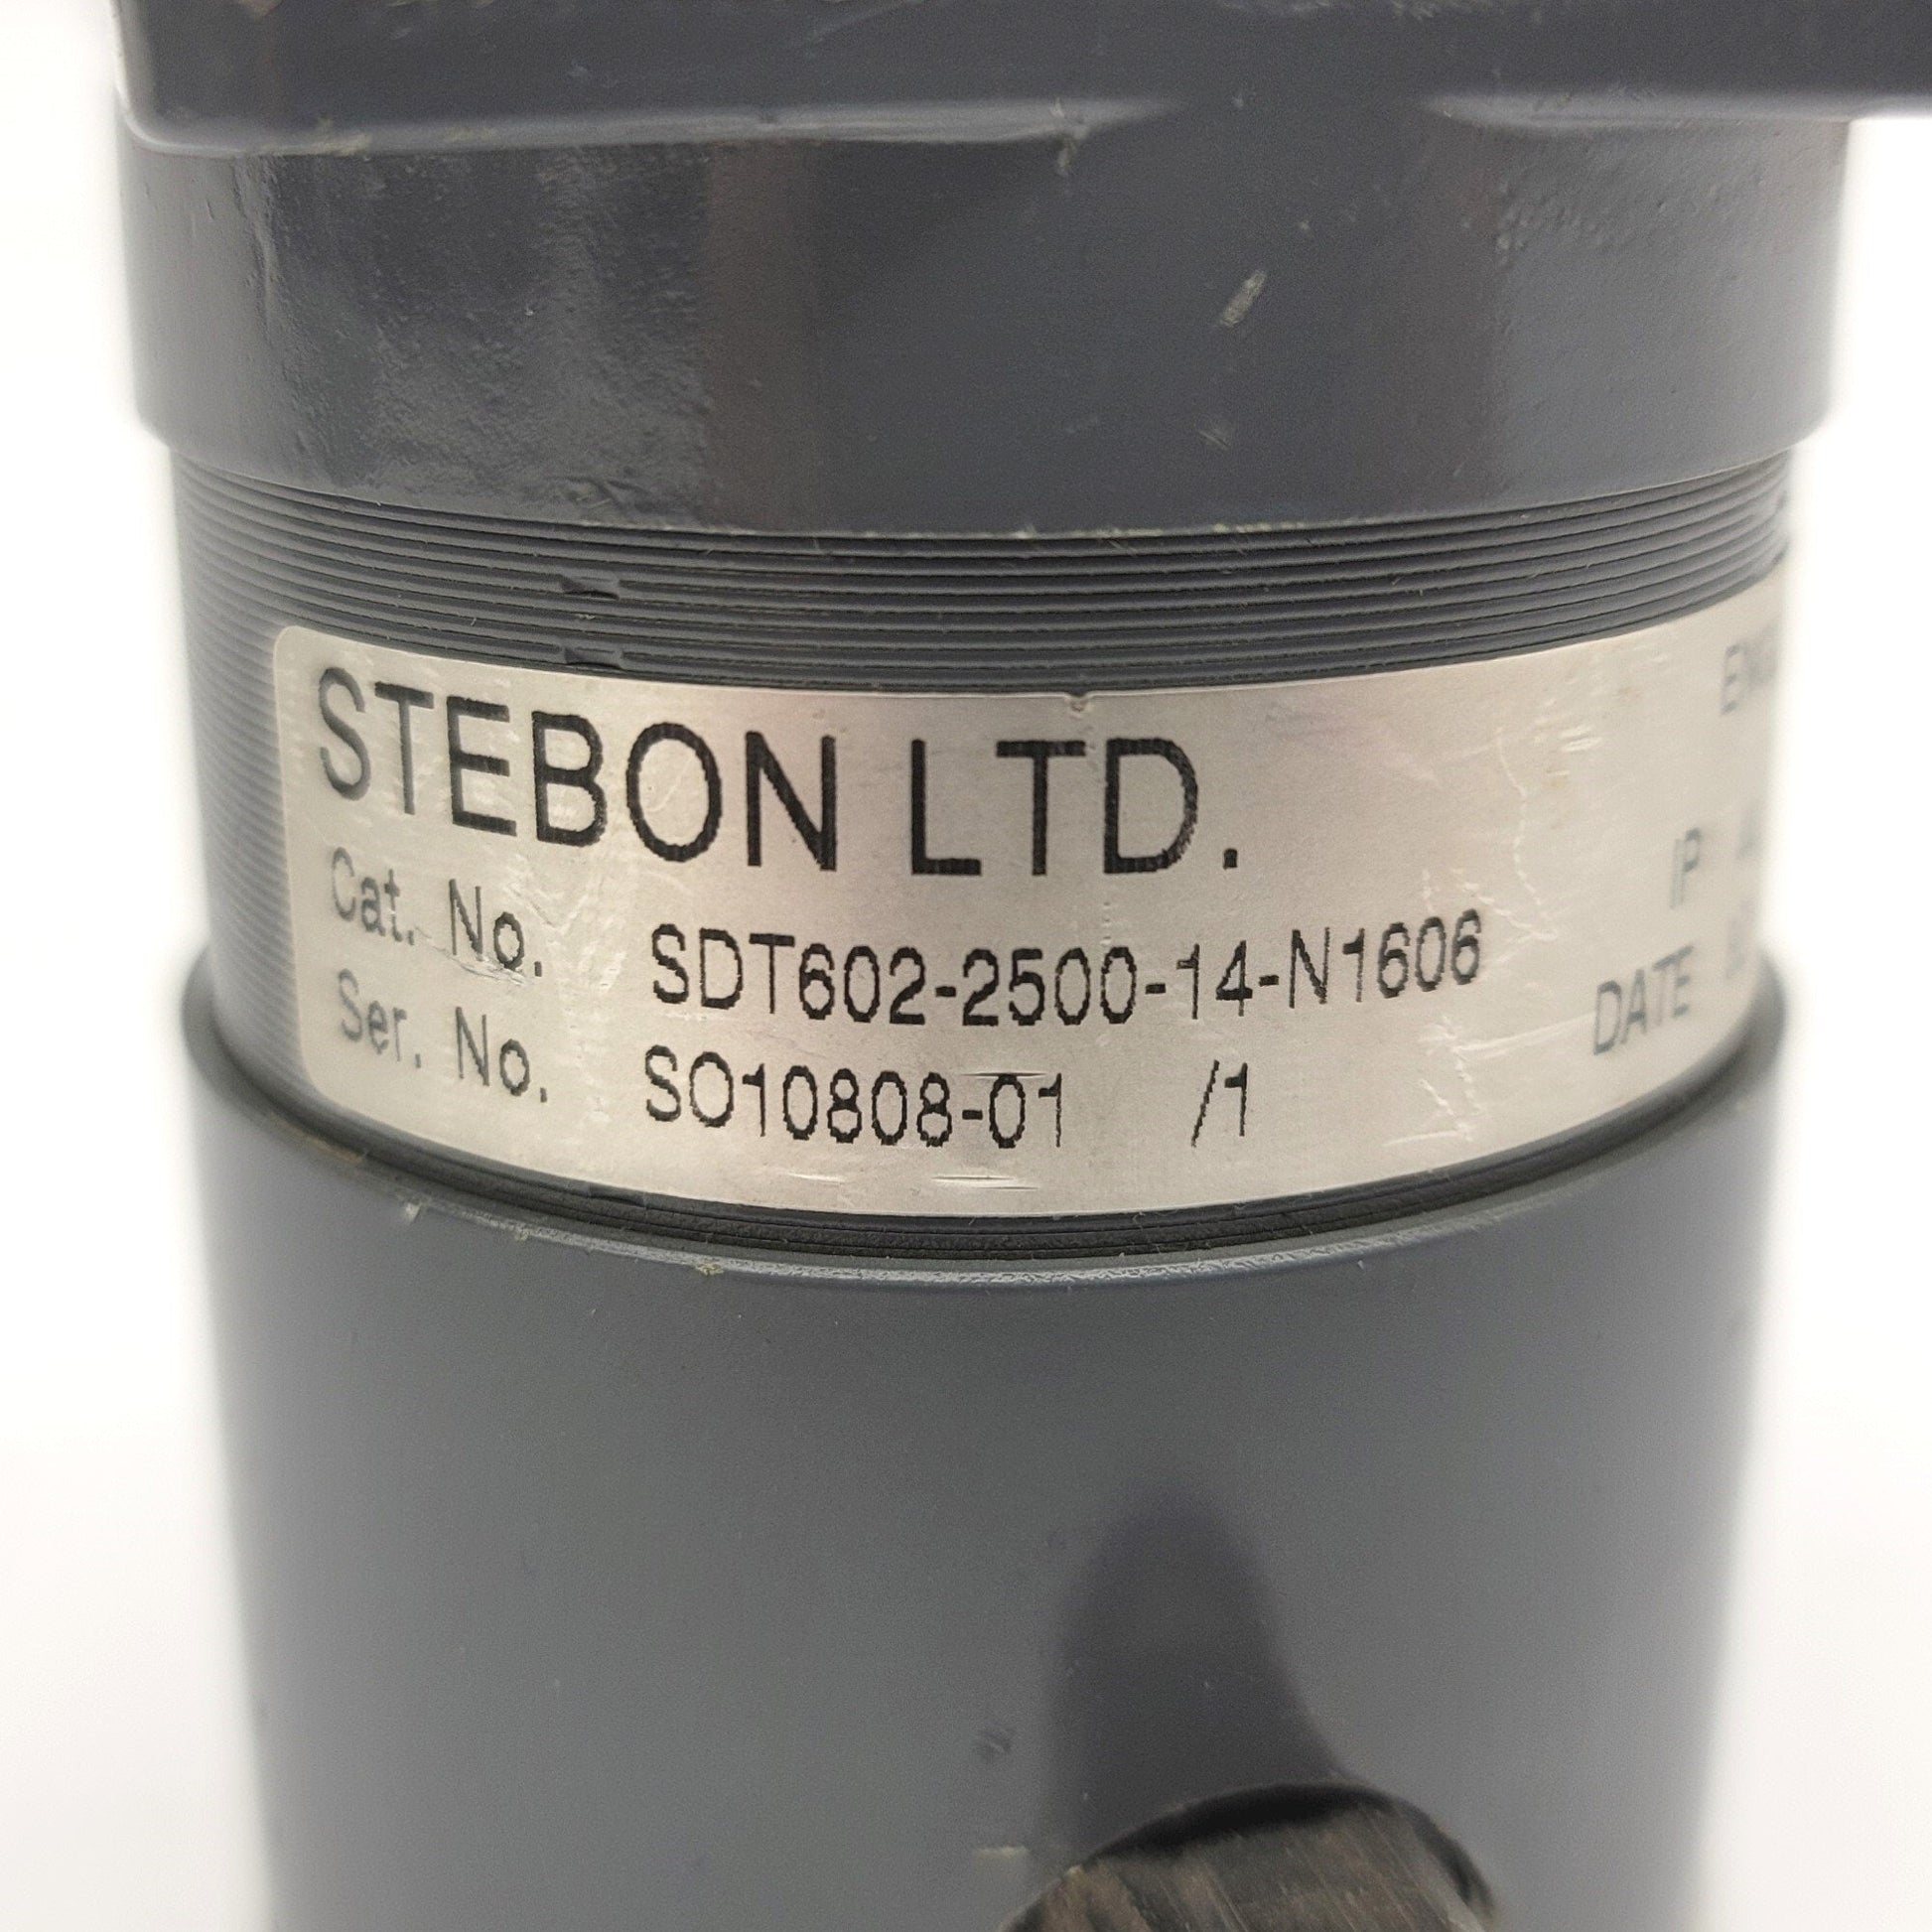 STEBON LTD.
Cat. No. SDT602-2500-14-N1606
Ser. No. SO10808-01 /1
IP
DATE